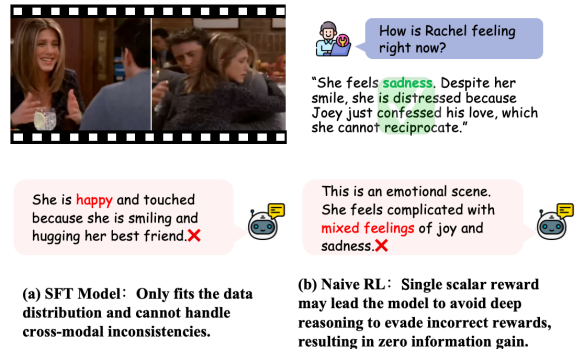 How is Rachel feeling
right now?
“She feels sadness. Despite her
smile, she is distressed because
Joey just confessed his love, which
she cannot reciprocate.”
She is happy and touched
because she is smiling and
hugging her best friend.❌
This is an emotional scene.
She feels complicated with
mixed feelings of joy and
sadness.❌
(a) SFT Model: Only fits the data
distribution and cannot handle
cross-modal inconsistencies.
(b) Naive RL: Single scalar reward
may lead the model to avoid deep
reasoning to evade incorrect rewards,
resulting in zero information gain.